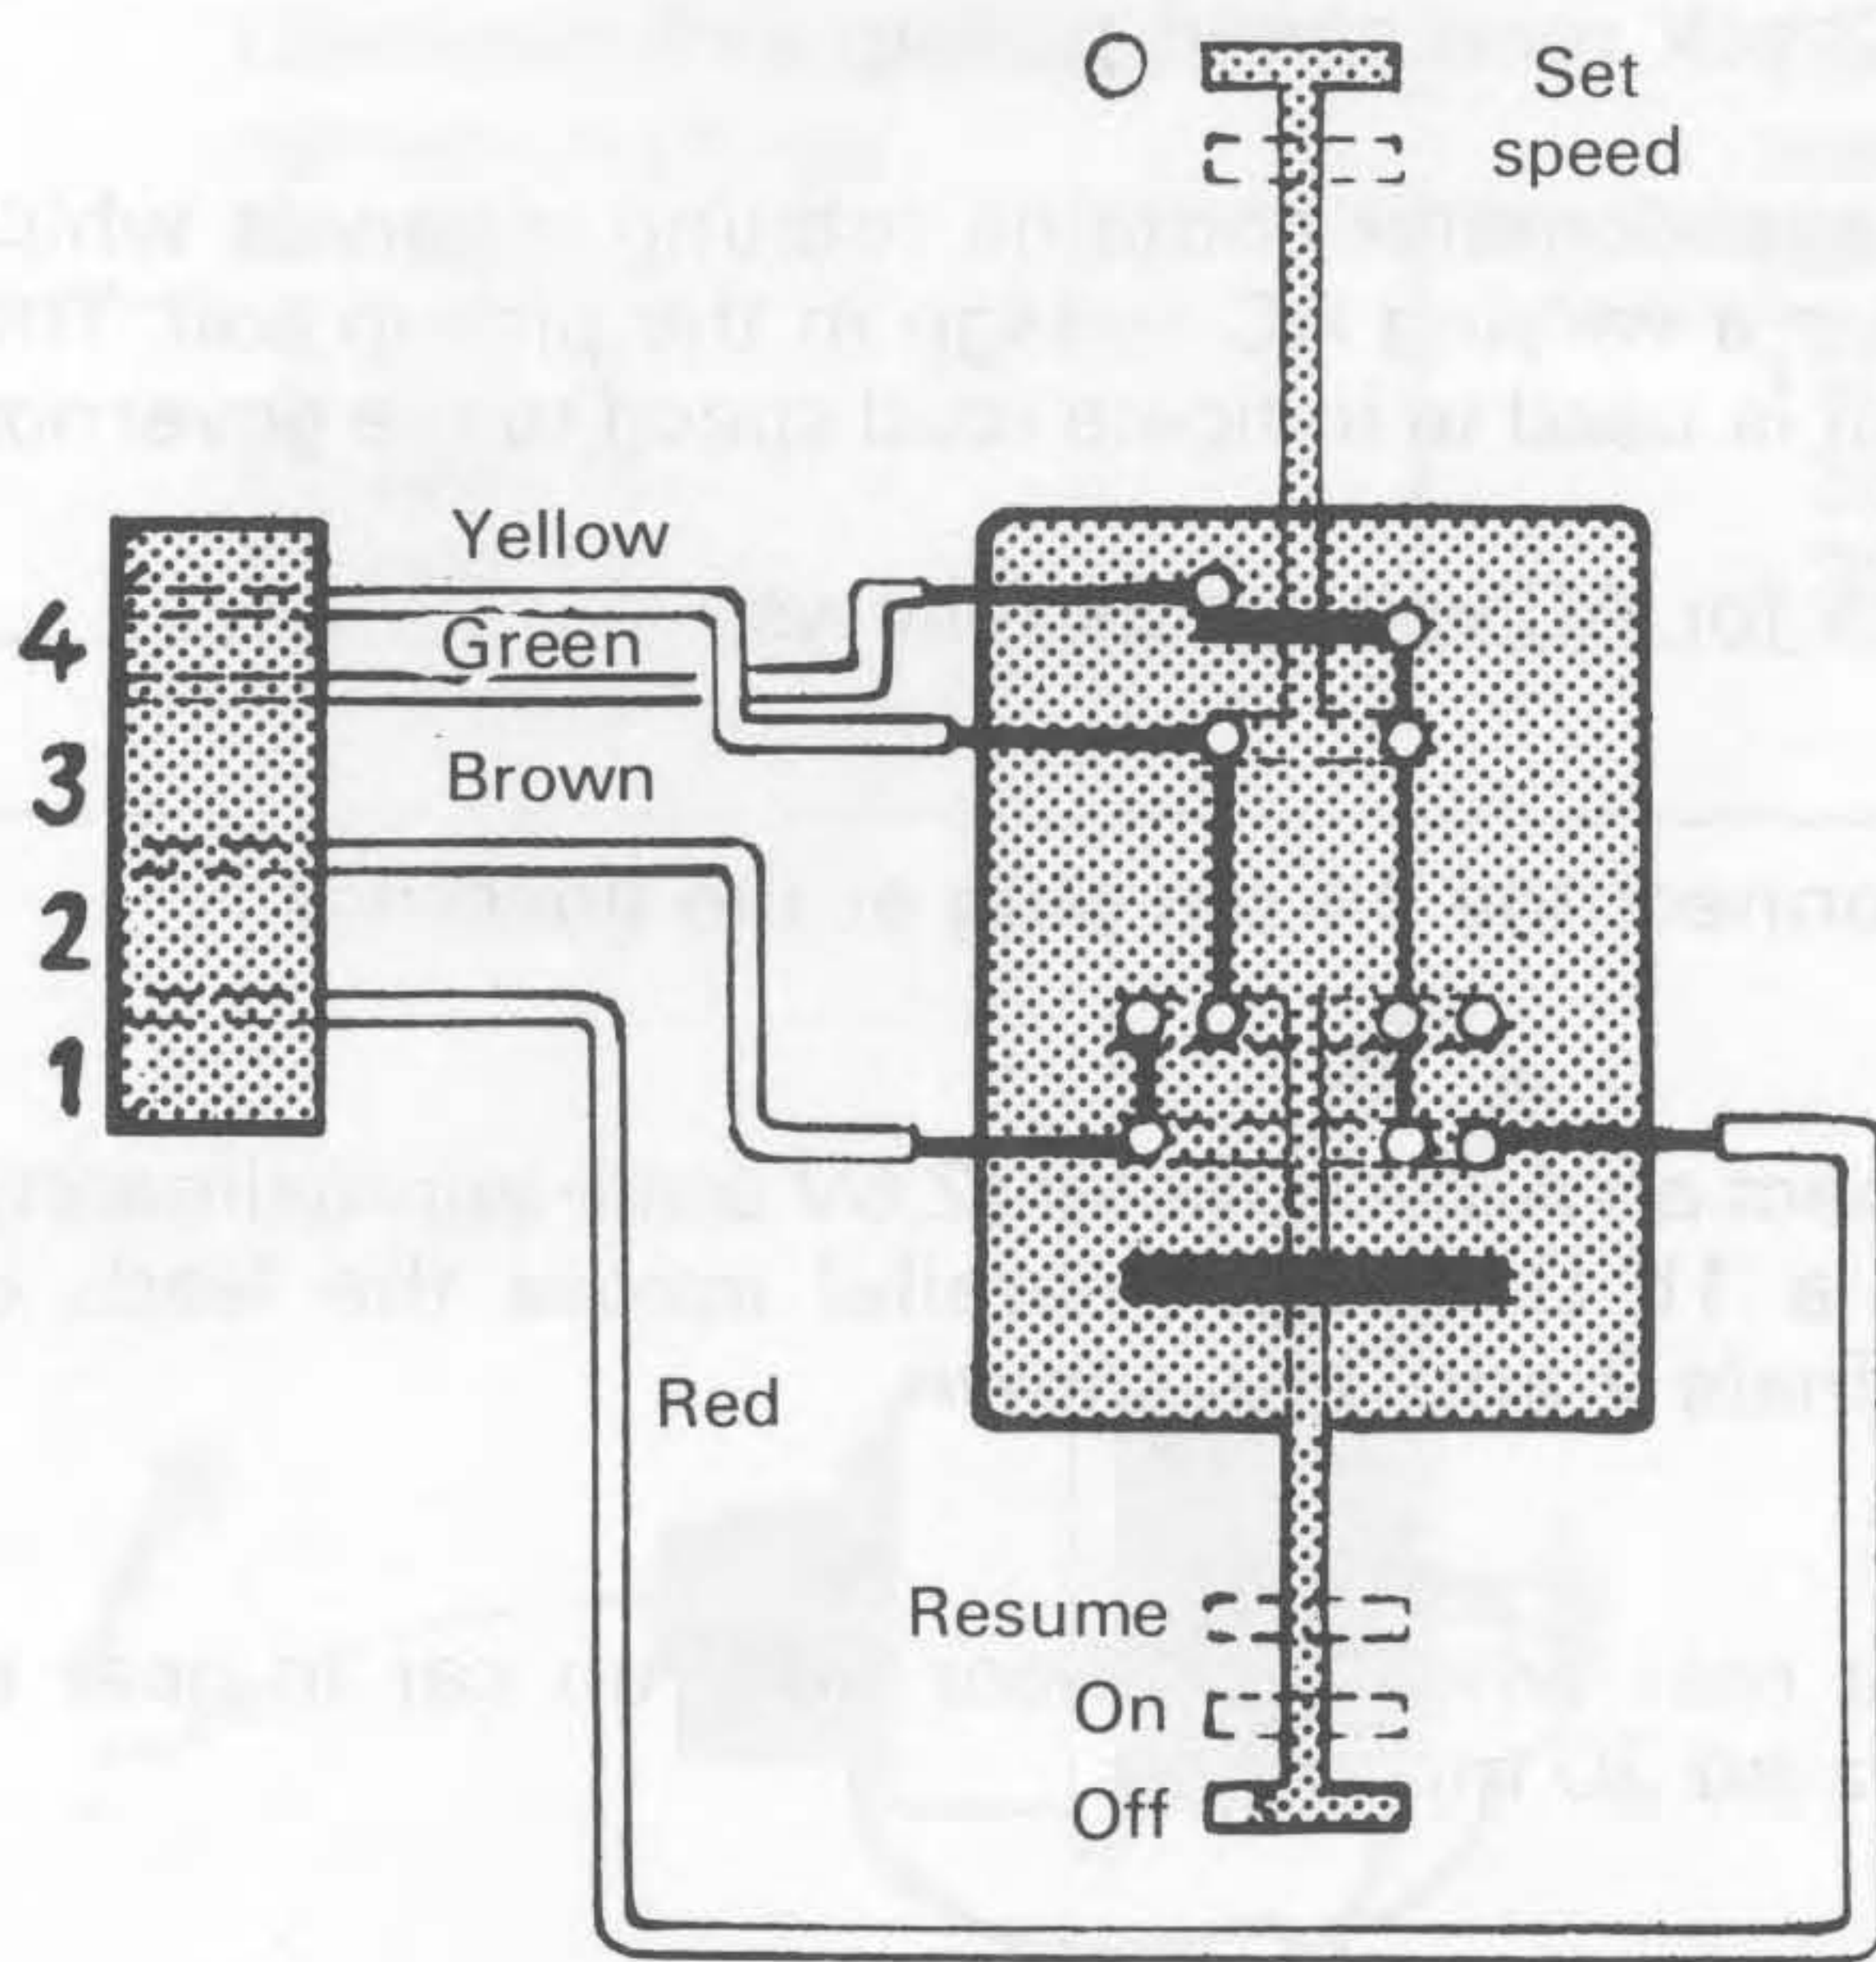 Set
speed
Yellow
Green
Brown
4
3
2
1
Red
Resume
On
Off